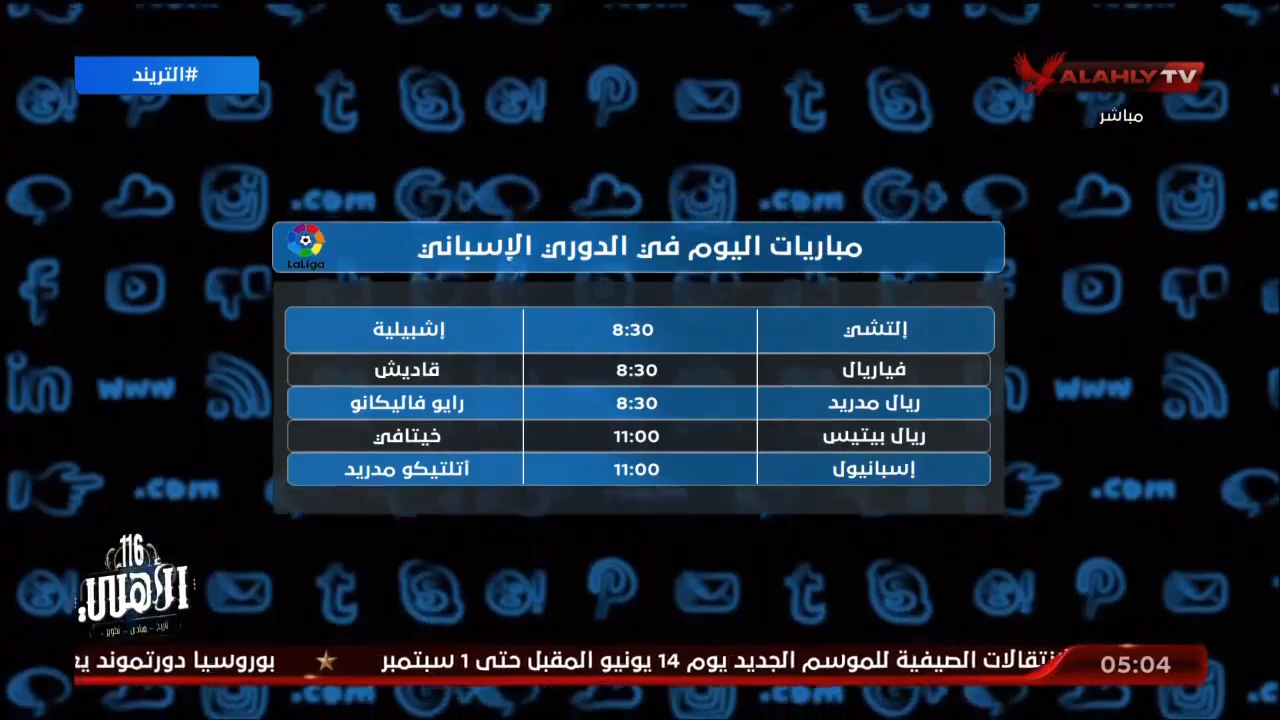 #التريند
ALAHLY TV
مباشر
مباريات اليوم في الدوري الإسباني
LaLiga
إلتشي 8:30 إشبيلية
فياريال 8:30 قاديش
ريال مدريد 8:30 رايو فاليكانو
ريال بيتيس 11:00 خيتافي
إسبانيول 11:00 أتلتيكو مدريد
116
الأهلي
05:04
الصيفية للموسم الجديد يوم 14 يونيو المقبل حتى 1 سبتمبر ★ بوروسيا دورتموند